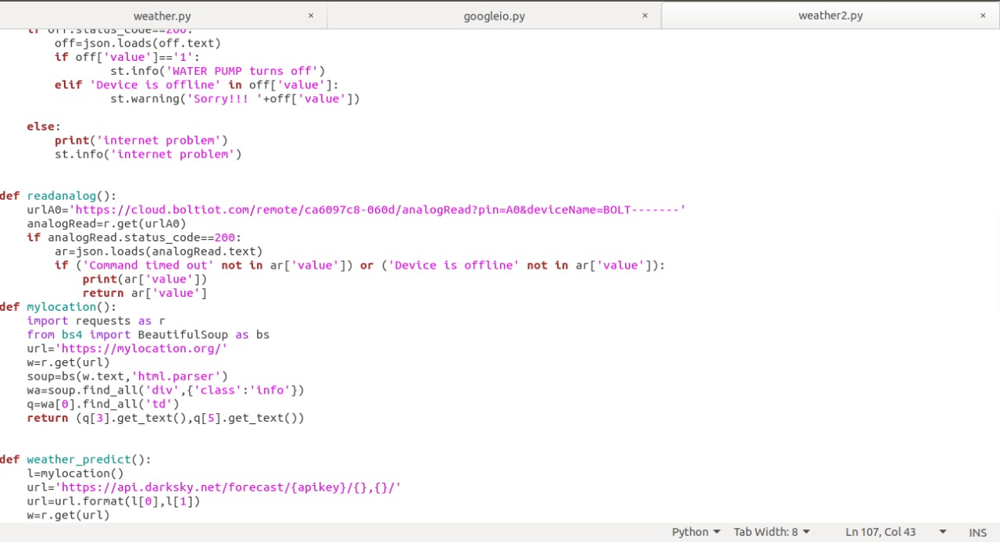 weather.py × googleio.py × weather2.py ×
if off.status_code==200:
off=json.loads(off.text)
if off['value']=='1':
st.info('WATER PUMP turns off')
elif 'Device is offline' in off['value']:
st.warning('Sorry!!! '+off['value'])
else:
print('internet problem')
st.info('internet problem')
def readanalog():
urlA0='https://cloud.boltiot.com/remote/ca6097c8-060d/analogRead?pin=A0&deviceName=BOLT-------'
analogRead=r.get(urlA0)
if analogRead.status_code==200:
ar=json.loads(analogRead.text)
if ('Command timed out' not in ar['value']) or ('Device is offline' not in ar['value']):
print(ar['value'])
return ar['value']
def mylocation():
import requests as r
from bs4 import BeautifulSoup as bs
url='https://mylocation.org/'
w=r.get(url)
soup=bs(w.text,'html.parser')
wa=soup.find_all('div',{'class':'info'})
q=wa[0].find_all('td')
return (q[3].get_text(),q[5].get_text())
def weather_predict():
l=mylocation()
url='https://api.darksky.net/forecast/{apikey}/{},{}/'
url=url.format(l[0],l[1])
w=r.get(url)
Python Tab Width: 8 Ln 107, Col 43 INS